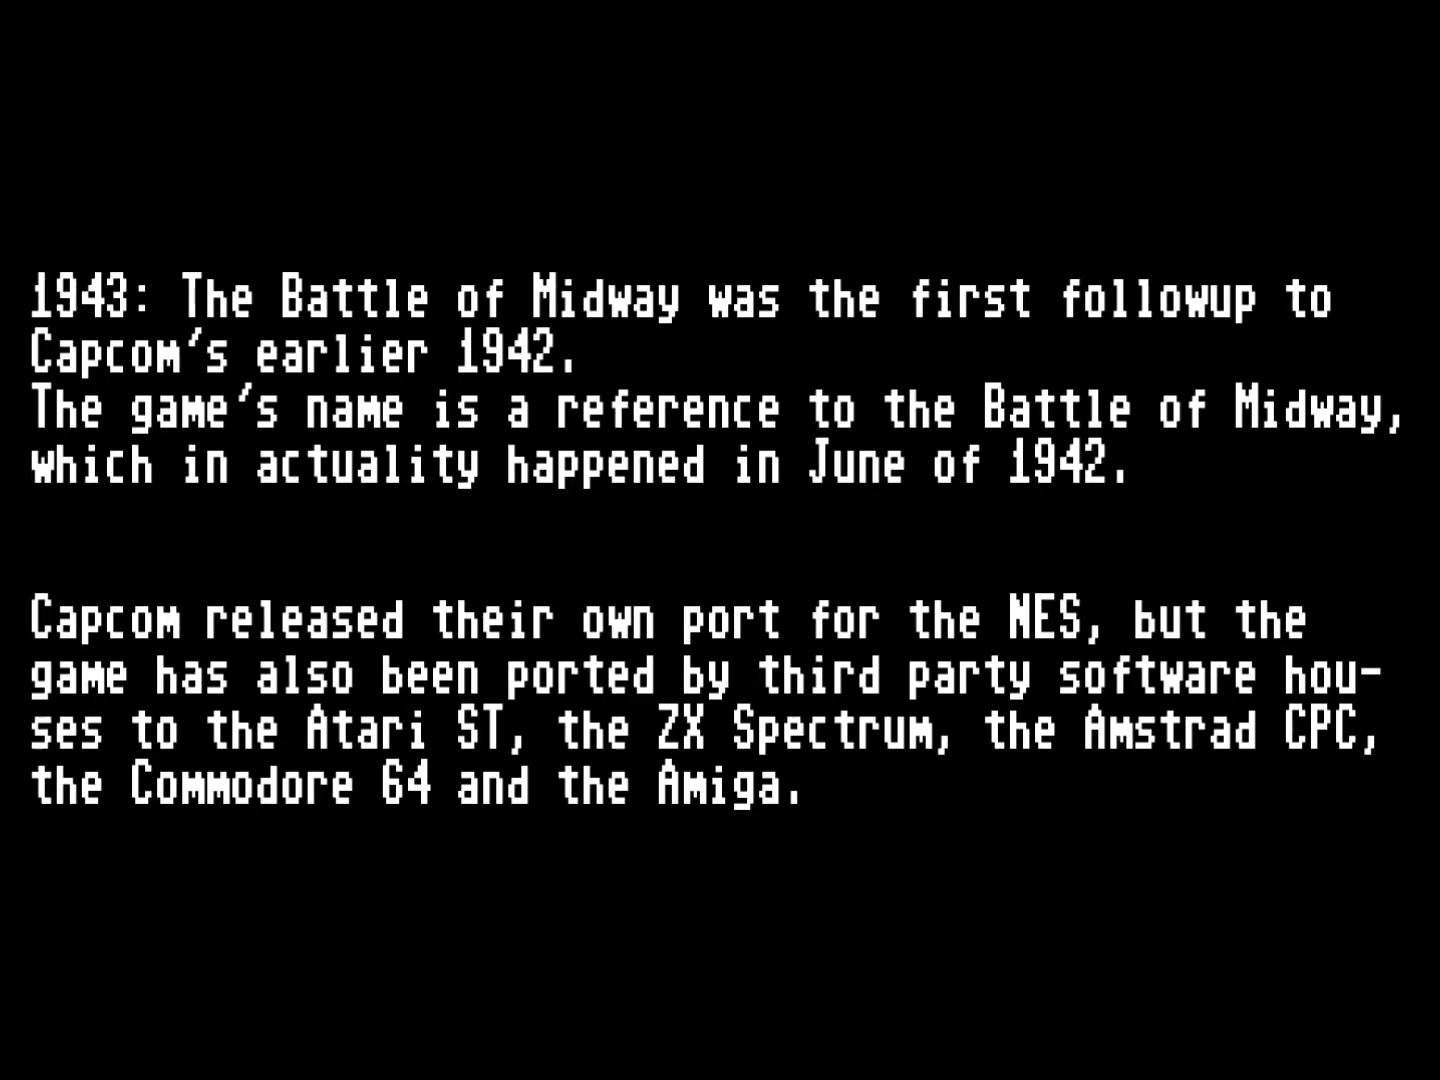 1943: The Battle of Midway was the first followup to
Capcom's earlier 1942.
The game's name is a reference to the Battle of Midway,
which in actuality happened in June of 1942.
Capcom released their own port for the NES, but the
game has also been ported by third party software hou-
ses to the Atari ST, the ZX Spectrum, the Amstrad CPC,
the Commodore 64 and the Amiga.